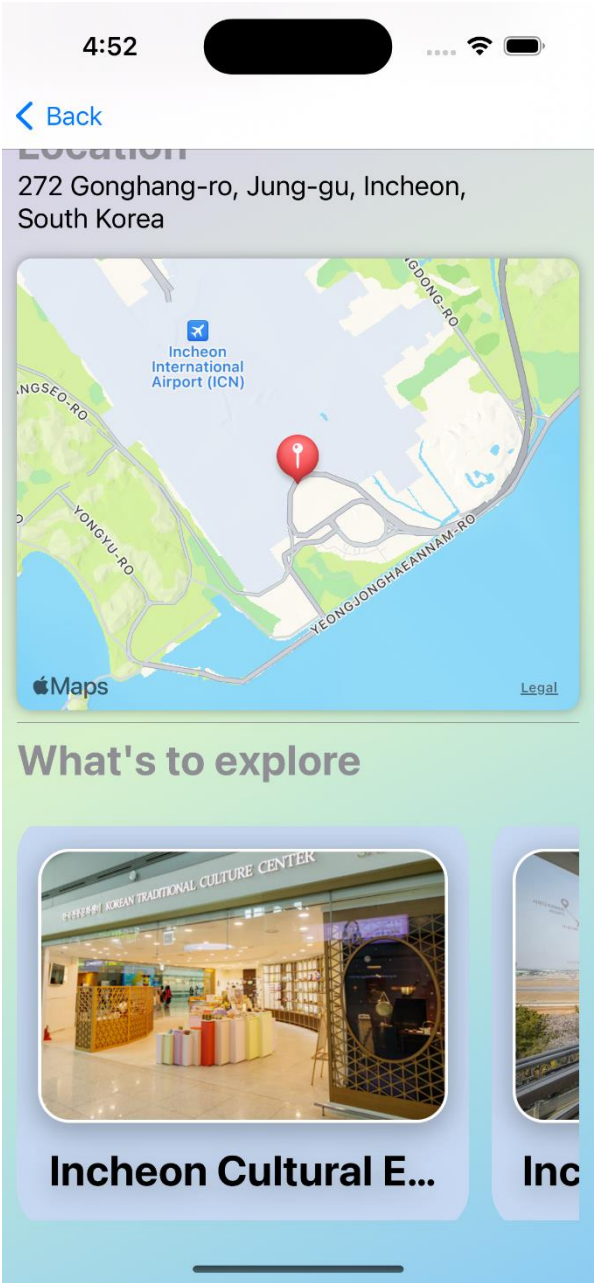 4:52
Back
Location
272 Gonghang-ro, Jung-gu, Incheon,
South Korea
GDONG-RO
Incheon
International
Airport (ICN)
ANGSEO-RO
YONGYU-RO
YEONGJONGHAEANNAM-RO
Maps
Legal
What's to explore
KOREAN TRADITIONAL CULTURE CENTER
Incheon Cultural E...
Inc